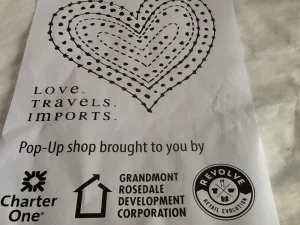 LOVE.
TRAVELS.
IMPORTS.
Pop-Up shop brought to you by
Charter
One®
GRANDMONT
ROSEDALE
DEVELOPMENT
CORPORATION
REVOLVE
RETAIL EVOLUTION